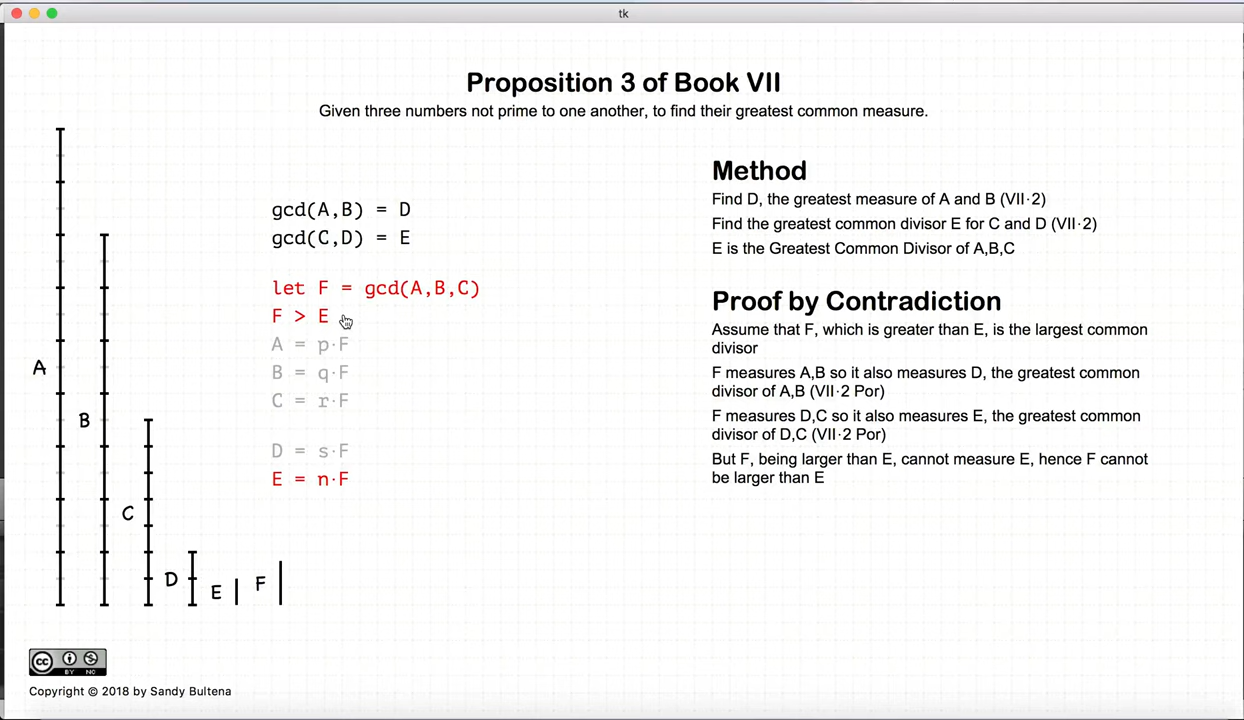 tk
Proposition 3 of Book VII
Given three numbers not prime to one another, to find their greatest common measure.
gcd(A,B) = D
gcd(C,D) = E
let F = gcd(A,B,C)
F > E
A = p·F
B = q·F
C = r·F
D = s·F
E = n·F
A
B
C
D
E
F
Method
Find D, the greatest measure of A and B (VII·2)
Find the greatest common divisor E for C and D (VII·2)
E is the Greatest Common Divisor of A,B,C
Proof by Contradiction
Assume that F, which is greater than E, is the largest common
divisor
F measures A,B so it also measures D, the greatest common
divisor of A,B (VII·2 Por)
F measures D,C so it also measures E, the greatest common
divisor of D,C (VII·2 Por)
But F, being larger than E, cannot measure E, hence F cannot
be larger than E
cc
BY NC
Copyright © 2018 by Sandy Bultena